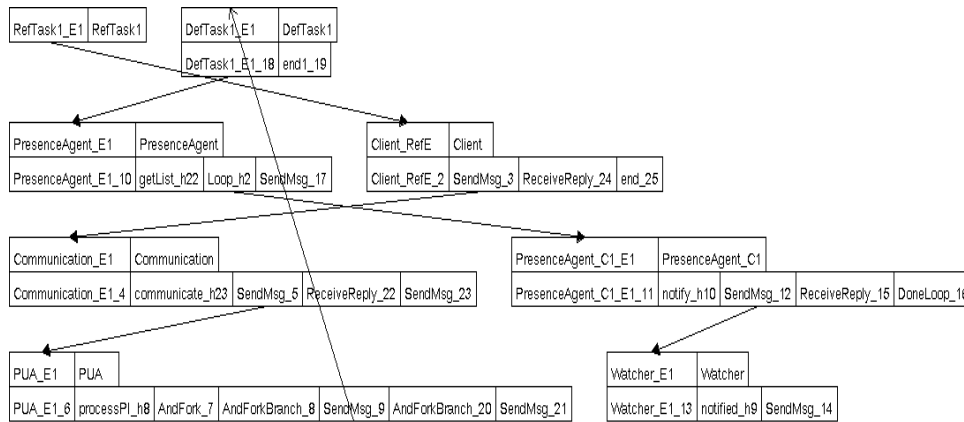 RefTask1_E1 RefTask1 DefTask1_E1 DefTask1
DefTask1_E1_18 end1_19
PresenceAgent_E1 PresenceAgent Client_RefE Client
PresenceAgent_E1_10 getList_h22 Loop_h2 SendMsg_17 Client_RefE_2 SendMsg_3 ReceiveReply_24 end_25
Communication_E1 Communication PresenceAgent_C1_E1 PresenceAgent_C1
Communication_E1_4 communicate_h23 SendMsg_5 ReceiveReply_22 SendMsg_23 PresenceAgent_C1_E1_11 notify_h10 SendMsg_12 ReceiveReply_15 DoneLoop_16
PUA_E1 PUA Watcher_E1 Watcher
PUA_E1_6 processPI_h8 AndFork_7 AndForkBranch_8 SendMsg_9 AndForkBranch_20 SendMsg_21 Watcher_E1_13 notified_h9 SendMsg_14